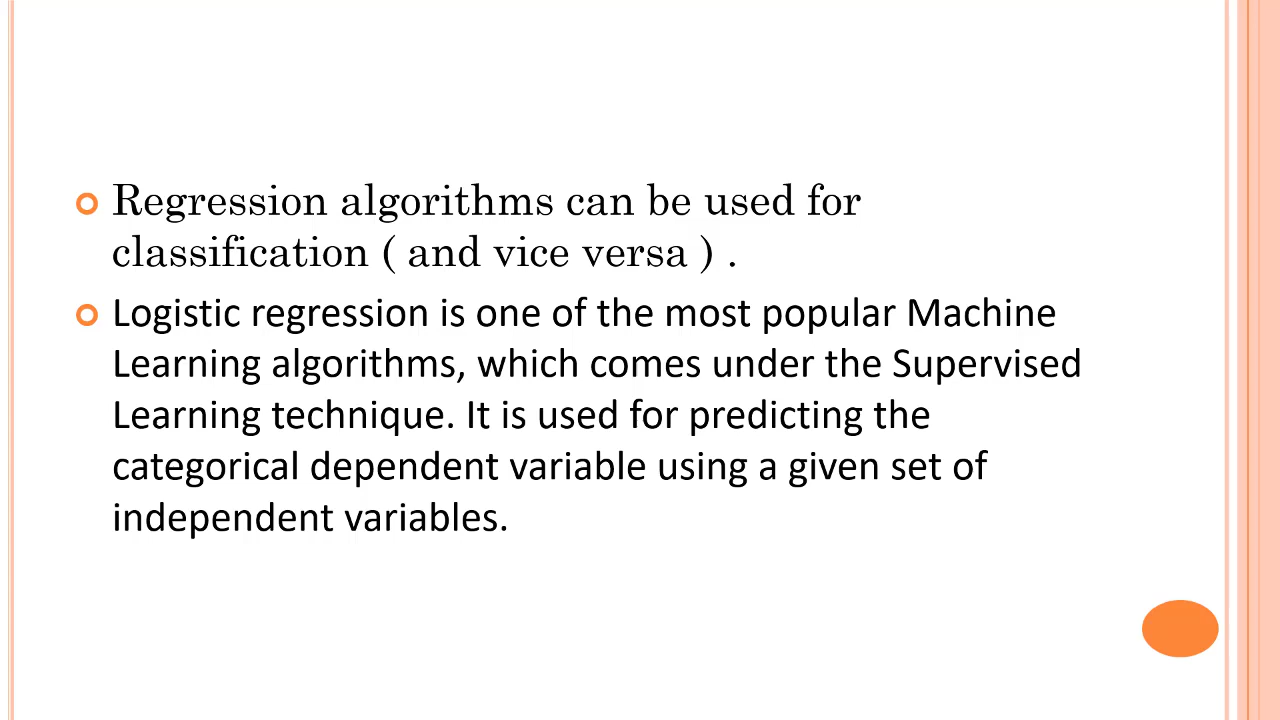 Regression algorithms can be used for
classification ( and vice versa ) .
Logistic regression is one of the most popular Machine
Learning algorithms, which comes under the Supervised
Learning technique. It is used for predicting the
categorical dependent variable using a given set of
independent variables.